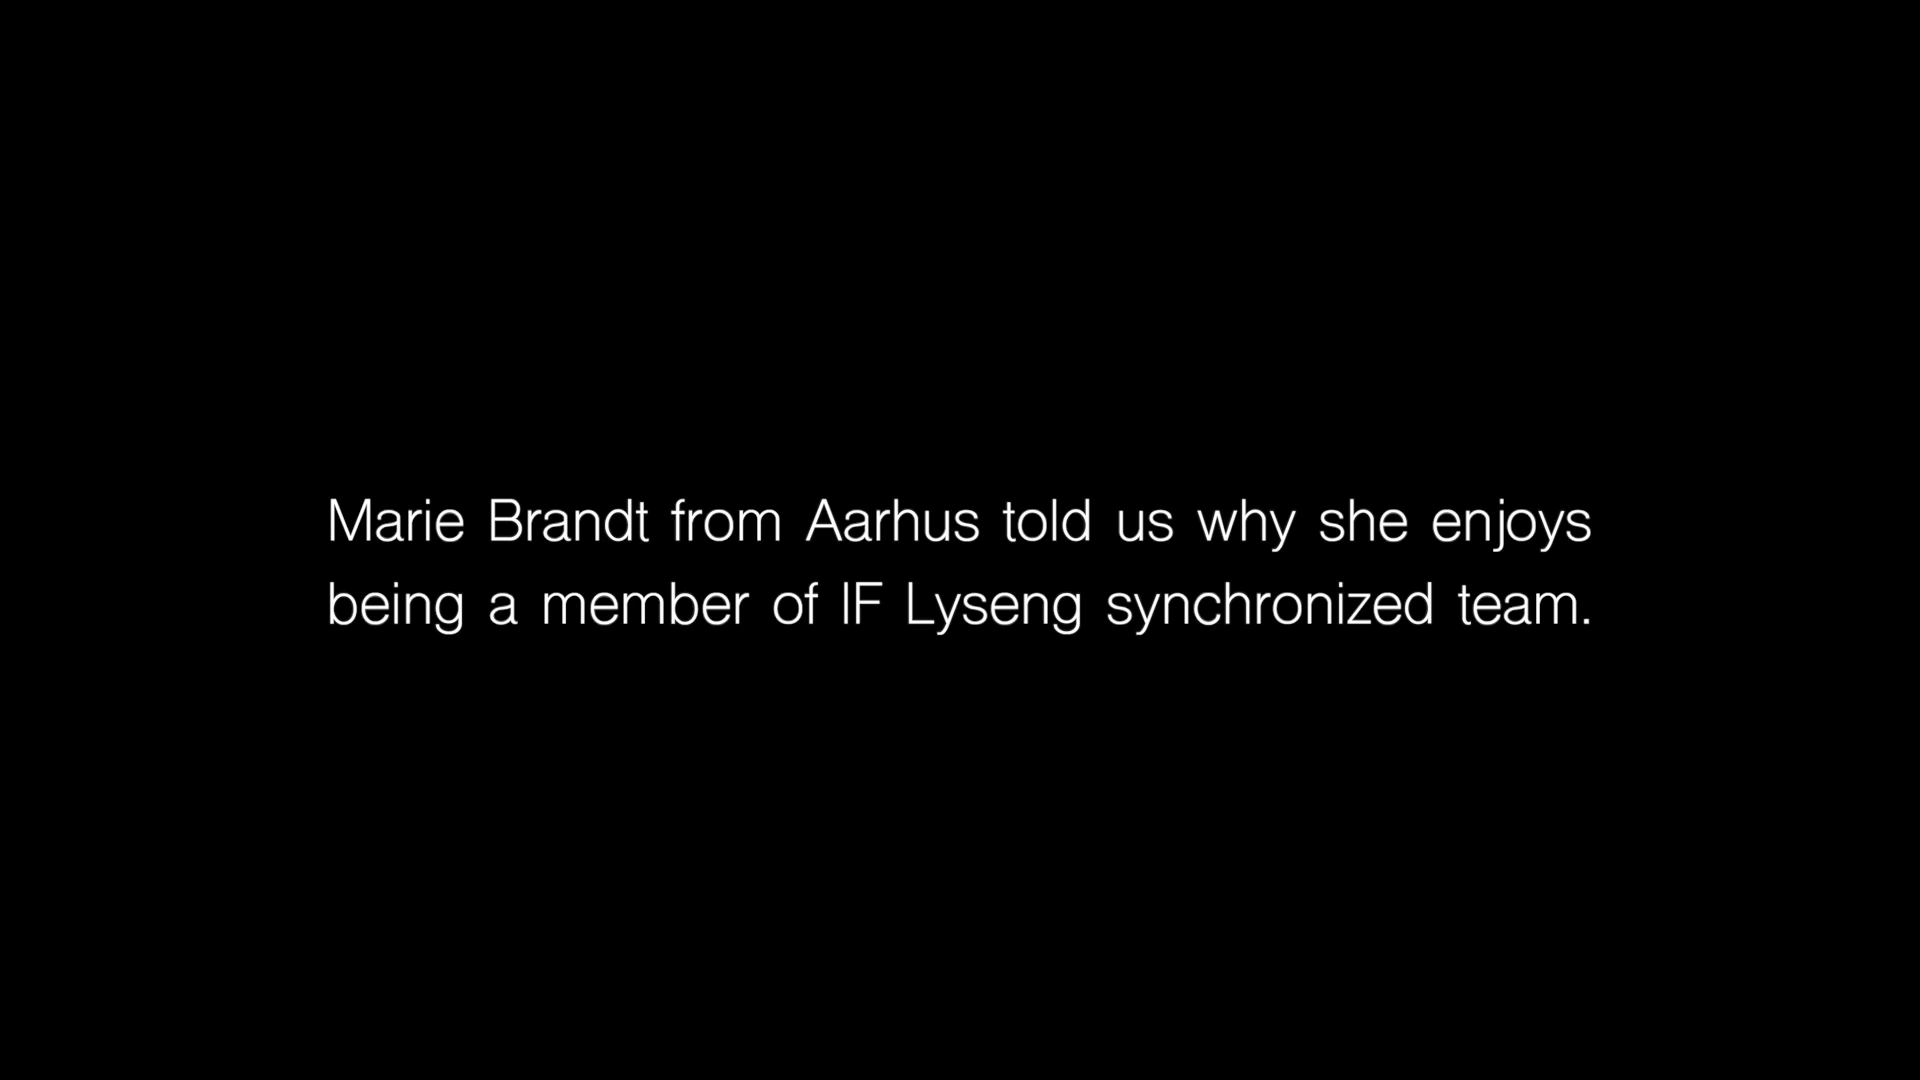 Marie Brandt from Aarhus told us why she enjoys
being a member of IF Lyseng synchronized team.